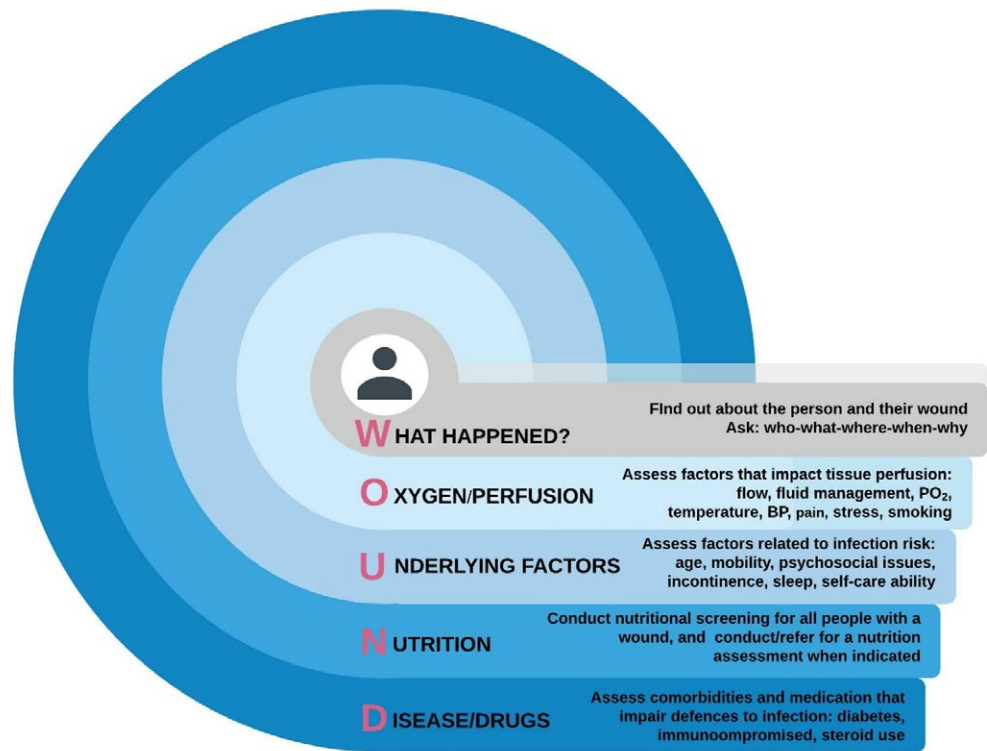 WHAT HAPPENED?
FInd out about the person and their wound
Ask: who-what-where-when-why
OXYGEN/PERFUSION
Assess factors that impact tissue perfusion:
flow, fluid management, PO₂,
temperature, BP, pain, stress, smoking
UNDERLYING FACTORS
Assess factors related to infection risk:
age, mobility, psychosocial issues,
incontinence, sleep, self-care ability
NUTRITION
Conduct nutritional screening for all people with a
wound, and conduct/refer for a nutrition
assessment when indicated
DISEASE/DRUGS
Assess comorbidities and medication that
impair defences to infection: diabetes,
immunoompromised, steroid use